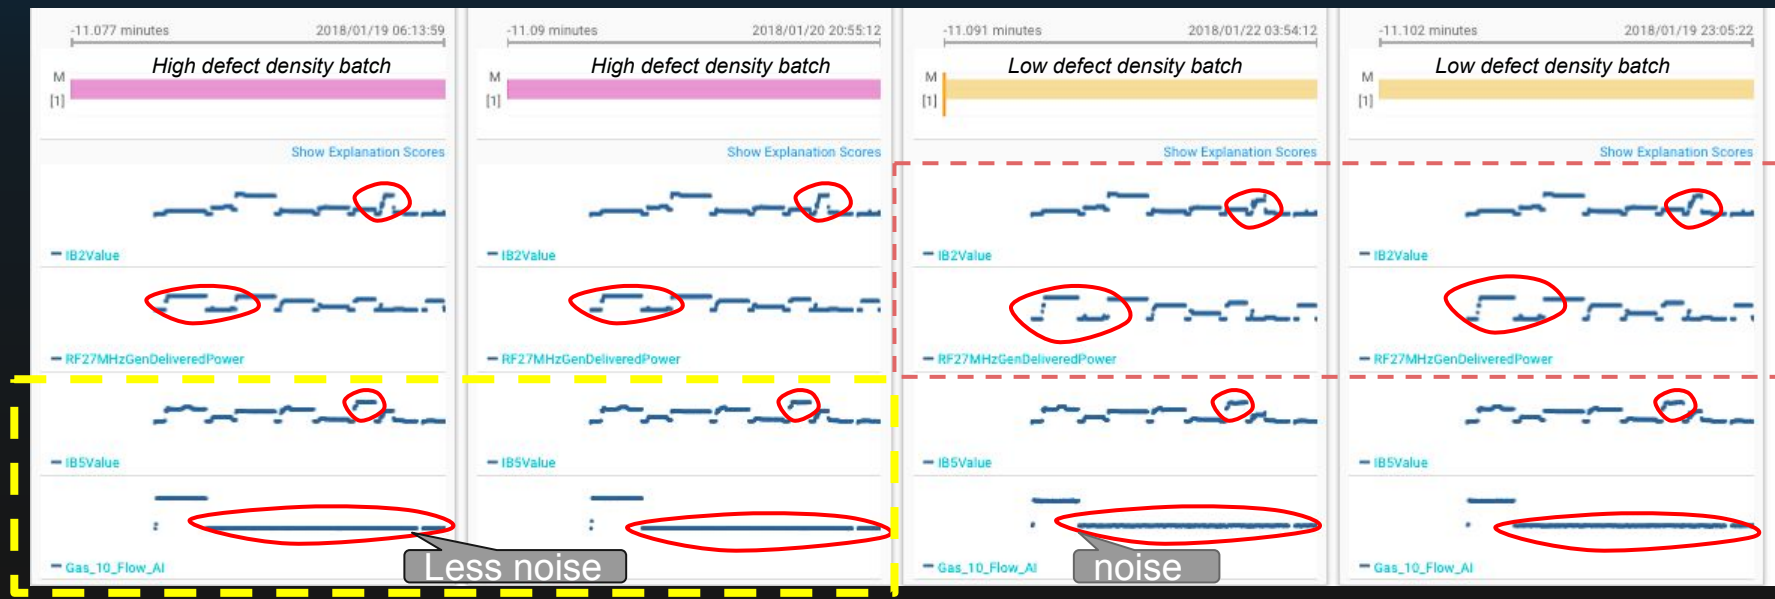 -11.077 minutes 2018/01/19 06:13:59
High defect density batch
M
[1]
Show Explanation Scores
IB2Value
RF27MHzGenDeliveredPower
IB5Value
Gas_10_Flow_AI
Less noise
-11.09 minutes 2018/01/20 20:55:12
High defect density batch
M
[1]
Show Explanation Scores
IB2Value
RF27MHzGenDeliveredPower
IB5Value
-11.091 minutes 2018/01/22 03:54:12
Low defect density batch
M
[1]
Show Explanation Scores
IB2Value
RF27MHzGenDeliveredPower
IB5Value
Gas_10_Flow_AI
noise
-11.102 minutes 2018/01/19 23:05:22
Low defect density batch
M
[1]
Show Explanation Scores
IB2Value
RF27MHzGenDeliveredPower
IB5Value
Gas_10_Flow_AI